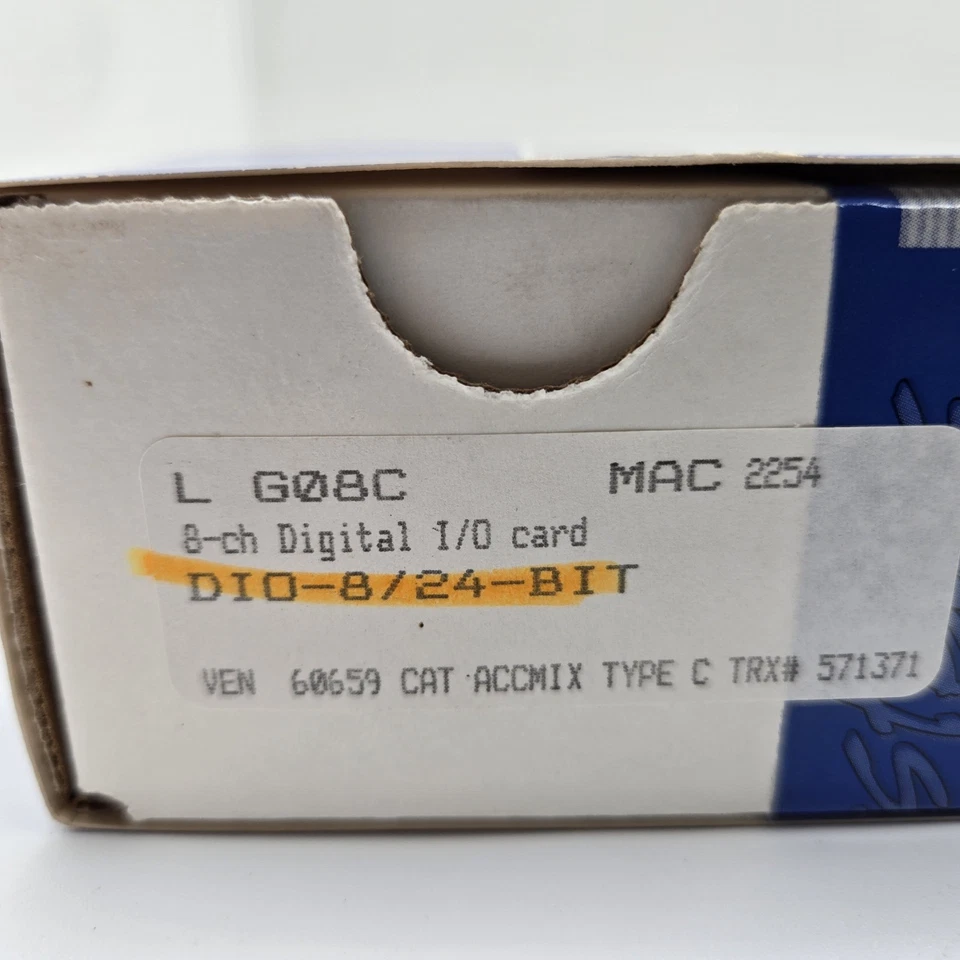 L G08C MAC 2254
8-ch Digital I/O card
DIO-8/24-BIT
VEN 60659 CAT ACCMIX TYPE C TRX# 571371